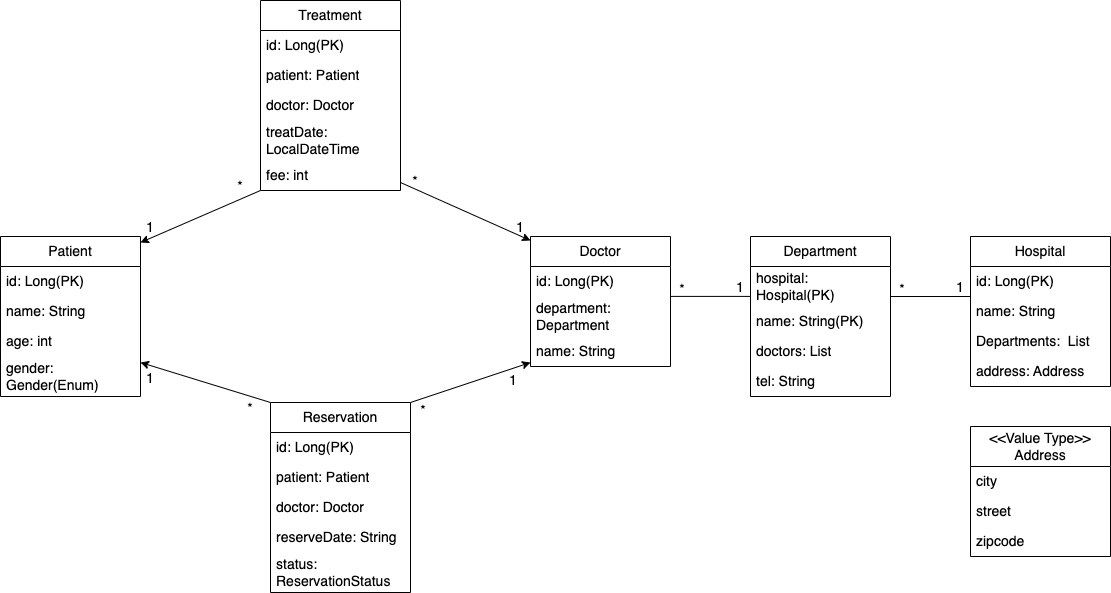 Treatment
id: Long(PK)
patient: Patient
doctor: Doctor
treatDate:
LocalDateTime
fee: int
*
*
1
1
Patient
id: Long(PK)
name: String
age: int
gender:
Gender(Enum)
Doctor
id: Long(PK)
department:
Department
name: String
*
1
Department
hospital:
Hospital(PK)
name: String(PK)
doctors: List
tel: String
*
1
Hospital
id: Long(PK)
name: String
Departments:  List
address: Address
1
1
*
*
Reservation
id: Long(PK)
patient: Patient
doctor: Doctor
reserveDate: String
status:
ReservationStatus
<<Value Type>>
Address
city
street
zipcode